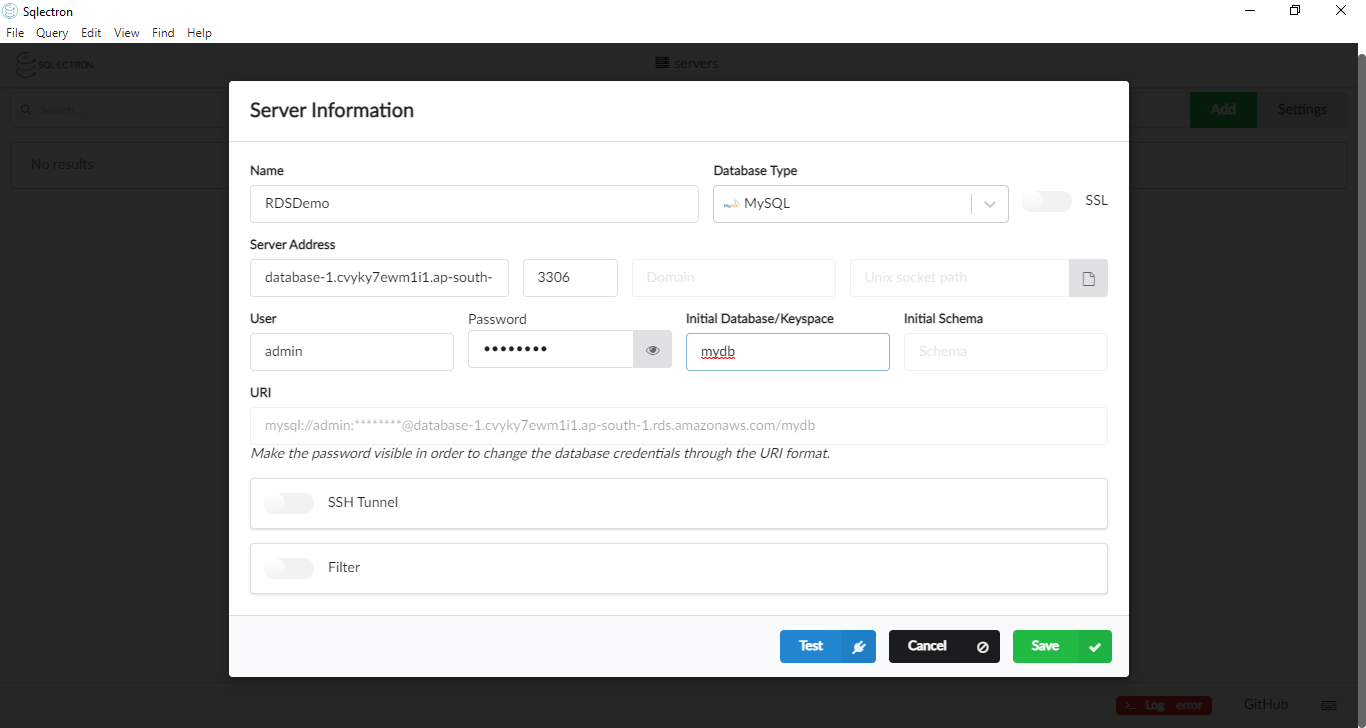 Sqlectron
File Query Edit View Find Help
SQLECTRON
servers
Search...
Add
Settings
No results
Server Information
Name
Database Type
RDSDemo
MySQL
SSL
Server Address
database-1.cvyky7ewm1i1.ap-south-
3306
Domain
Unix socket path
User
Password
Initial Database/Keyspace
Initial Schema
admin
••••••••
mydb
Schema
URI
mysql://admin:********@database-1.cvyky7ewm1i1.ap-south-1.rds.amazonaws.com/mydb
Make the password visible in order to change the database credentials through the URI format.
SSH Tunnel
Filter
Test
Cancel
Save
>_ Log error
GitHub